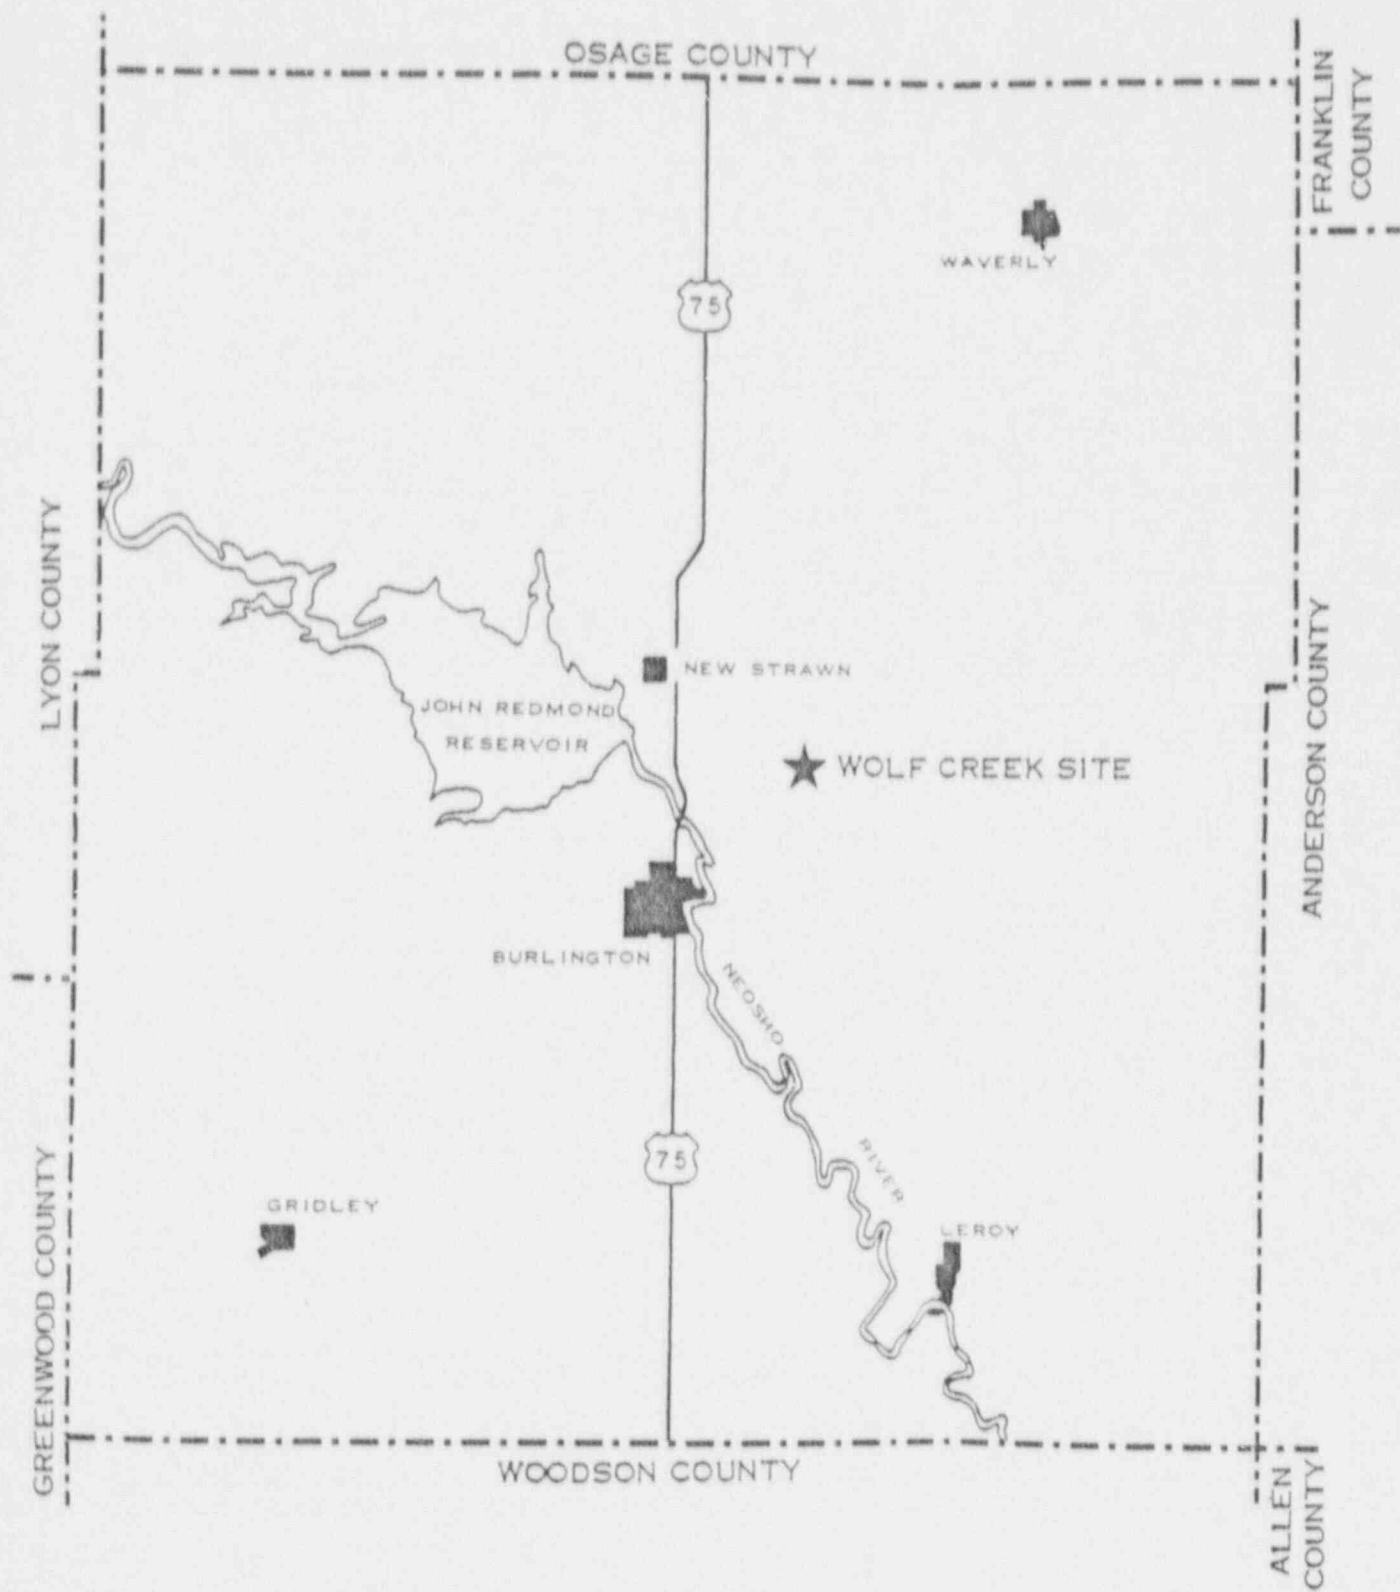 OSAGE COUNTY
FRANKLIN
COUNTY
WAVERLY
75
LYON COUNTY
NEW STRAWN
JOHN REDMOND
RESERVOIR
WOLF CREEK SITE
ANDERSON COUNTY
BURLINGTON
NEOSHO
RIVER
75
GRIDLEY
LEROY
GREENWOOD COUNTY
WOODSON COUNTY
ALLEN
COUNTY